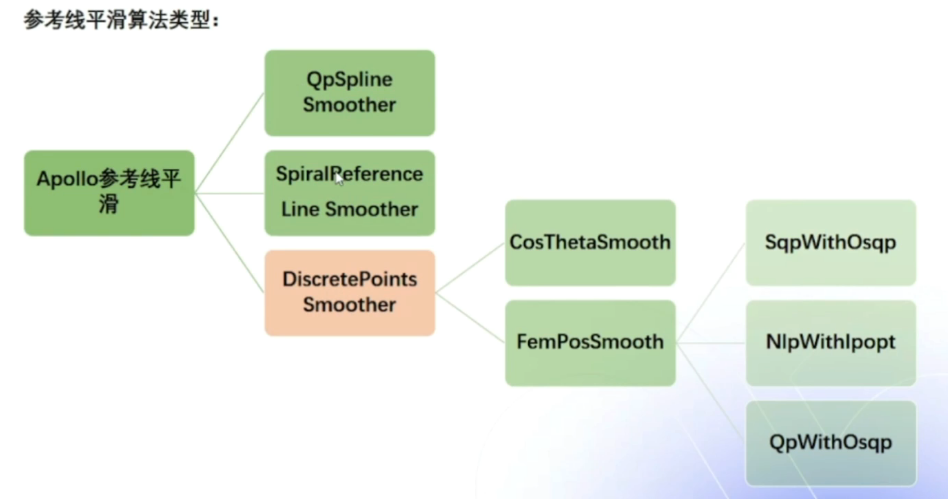 参考线平滑算法类型：
QpSpline
Smoother
Apollo参考线平
滑
SpiralReference
Line Smoother
DiscretePoints
Smoother
CosThetaSmooth
FemPosSmooth
SqpWithOsqp
NlpWithIpopt
QpWithOsqp